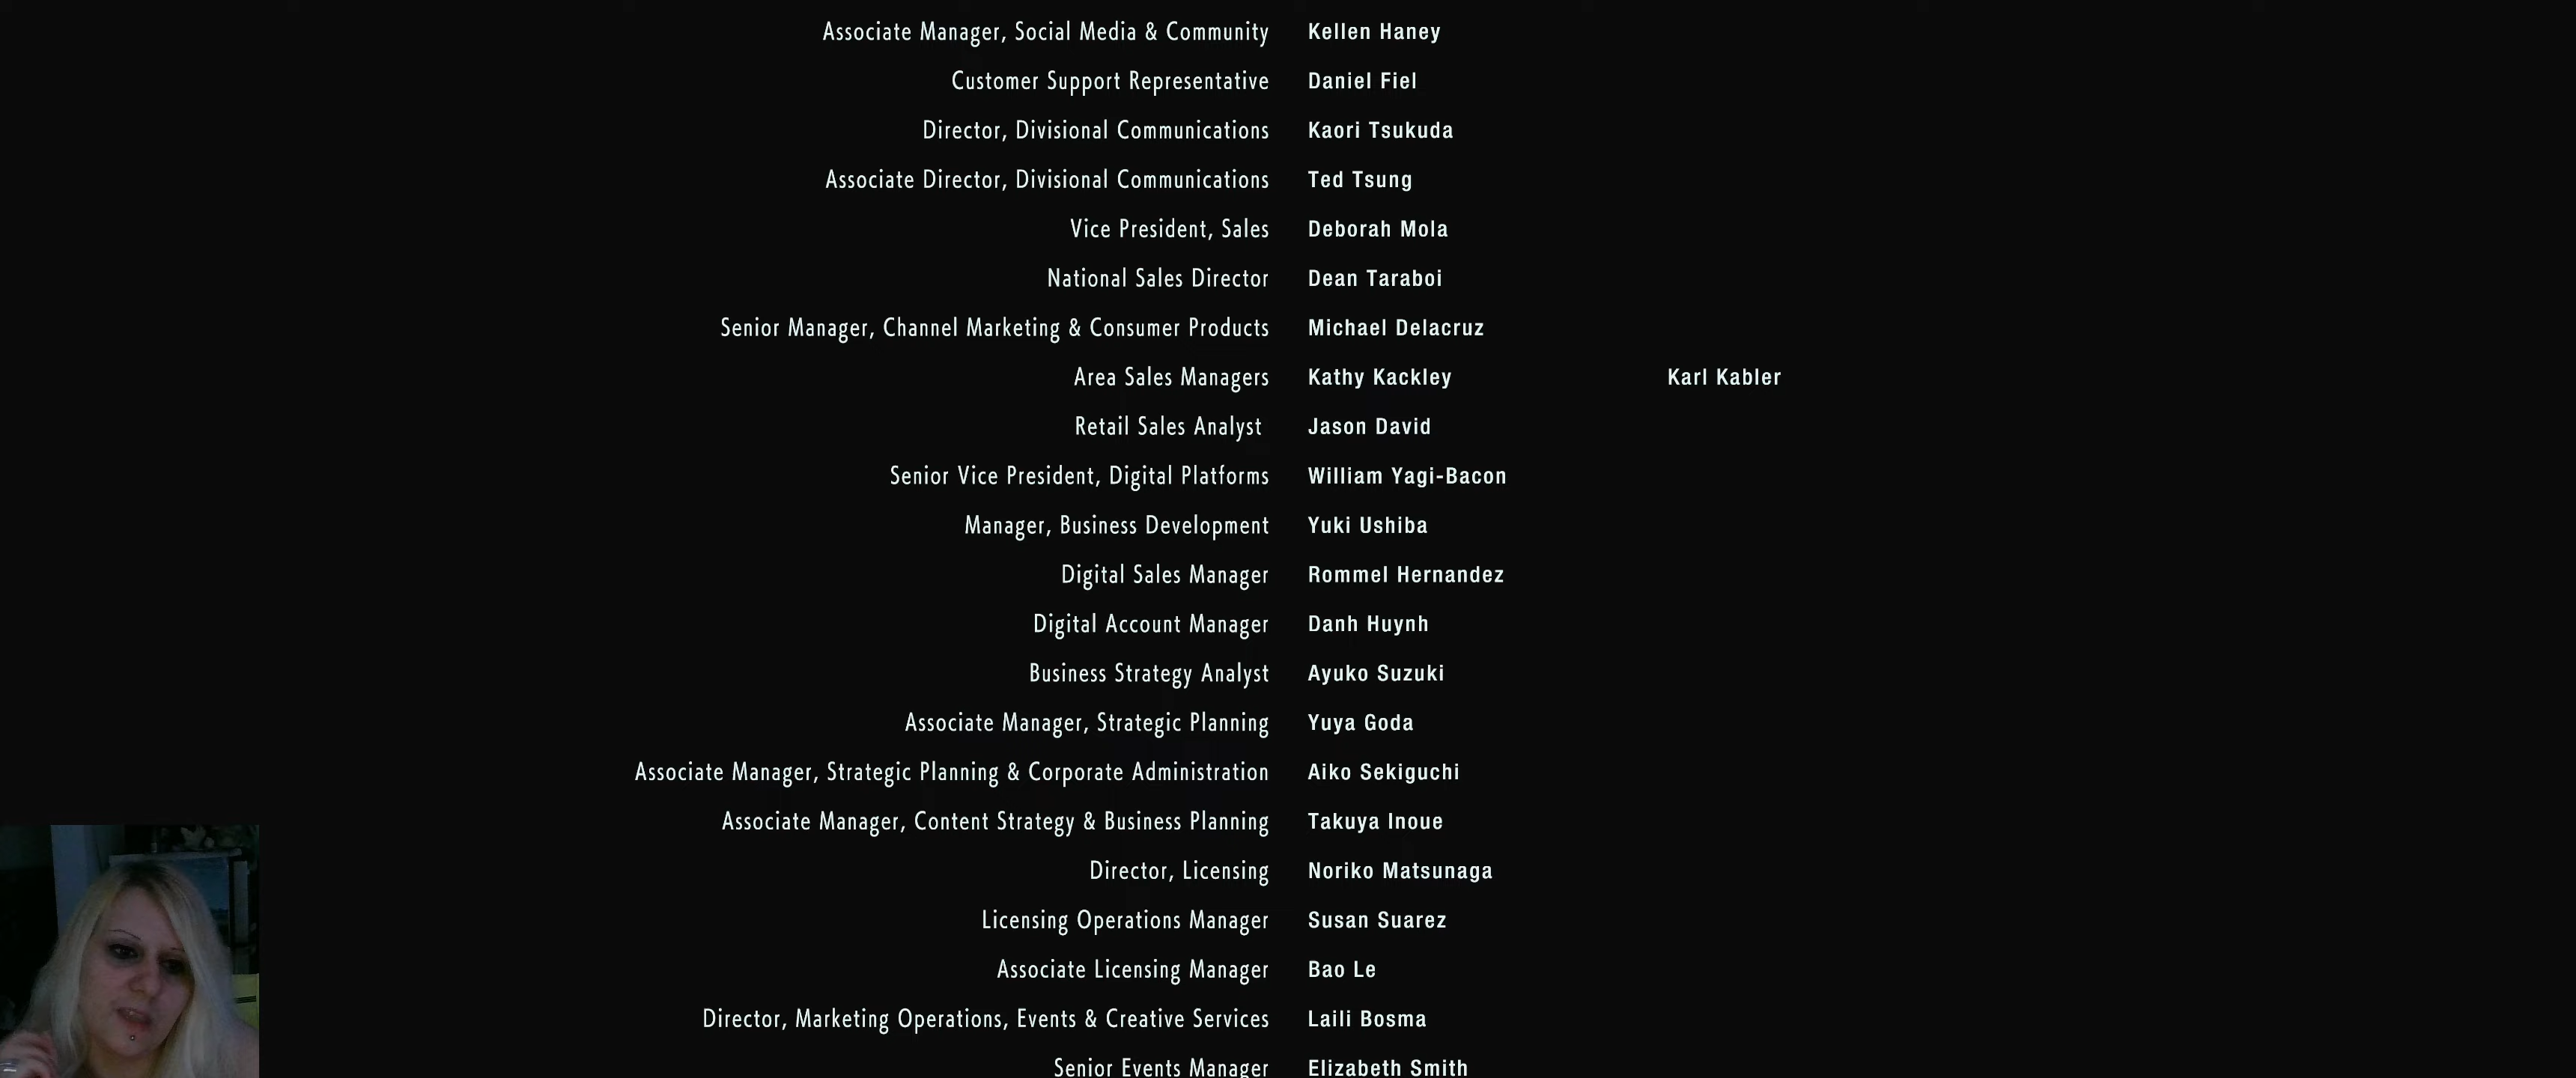 Associate Manager, Social Media & Community Kellen Haney
Customer Support Representative Daniel Fiel
Director, Divisional Communications Kaori Tsukuda
Associate Director, Divisional Communications Ted Tsung
Vice President, Sales Deborah Mola
National Sales Director Dean Taraboi
Senior Manager, Channel Marketing & Consumer Products Michael Delacruz
Area Sales Managers Kathy Kackley Karl Kabler
Retail Sales Analyst Jason David
Senior Vice President, Digital Platforms William Yagi-Bacon
Manager, Business Development Yuki Ushiba
Digital Sales Manager Rommel Hernandez
Digital Account Manager Danh Huynh
Business Strategy Analyst Ayuko Suzuki
Associate Manager, Strategic Planning Yuya Goda
Associate Manager, Strategic Planning & Corporate Administration Aiko Sekiguchi
Associate Manager, Content Strategy & Business Planning Takuya Inoue
Director, Licensing Noriko Matsunaga
Licensing Operations Manager Susan Suarez
Associate Licensing Manager Bao Le
Director, Marketing Operations, Events & Creative Services Laili Bosma
Senior Events Manager Elizabeth Smith